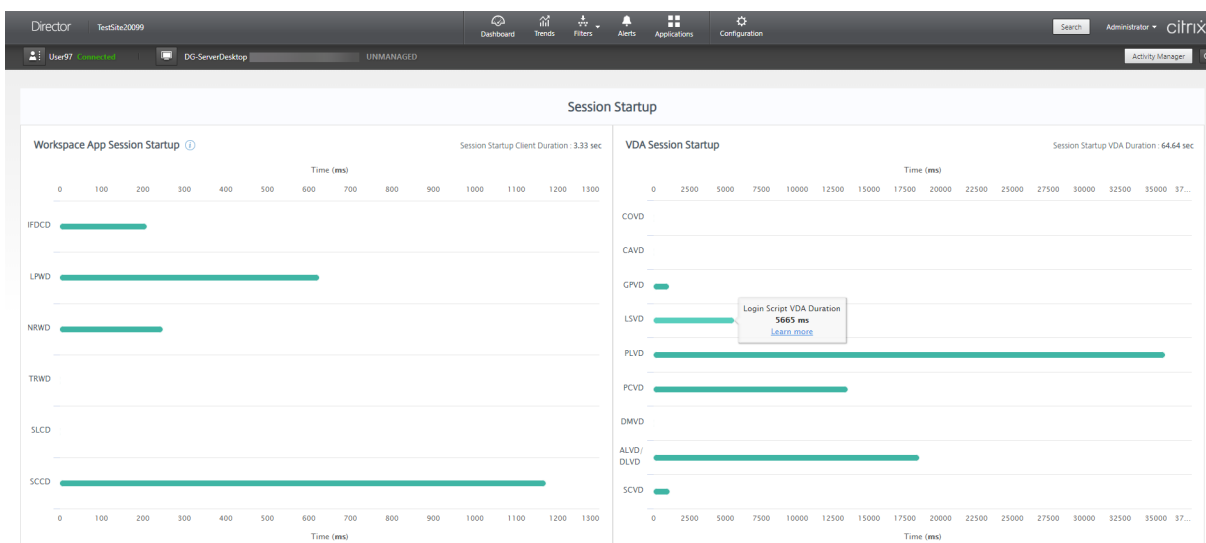 Director TestSite20099 Dashboard Trends Filters Alerts Applications Configuration Search Administrator citrix
User97 Connected DG-ServerDesktop UNMANAGED Activity Manager
Session Startup
Workspace App Session Startup Session Startup Client Duration : 3.33 sec
Time (ms)
0 100 200 300 400 500 600 700 800 900 1000 1100 1200 1300
IFDCD
LPWD
NRWD
TRWD
SLCD
SCCD
0 100 200 300 400 500 600 700 800 900 1000 1100 1200 1300
Time (ms)
VDA Session Startup Session Startup VDA Duration : 64.64 sec
Time (ms)
0 2500 5000 7500 10000 12500 15000 17500 20000 22500 25000 27500 30000 32500 35000 37...
COVD
CAVD
GPVD
LSVD
Login Script VDA Duration
5665 ms
Learn more
PLVD
PCVD
DMVD
ALVD/
DLVD
SCVD
0 2500 5000 7500 10000 12500 15000 17500 20000 22500 25000 27500 30000 32500 35000 37...
Time (ms)